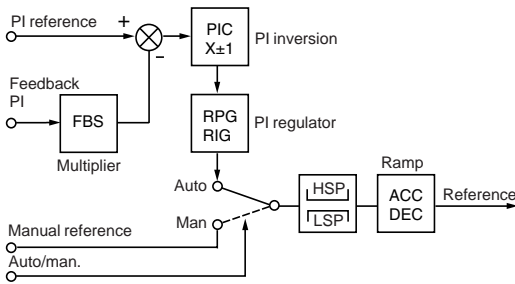 PI reference
+
–
PIC
X±1
PI inversion
Feedback
PI
FBS
Multiplier
RPG
RIG
PI regulator
Auto
Man
HSP
LSP
Ramp
ACC
DEC
Reference
Manual reference
Auto/man.